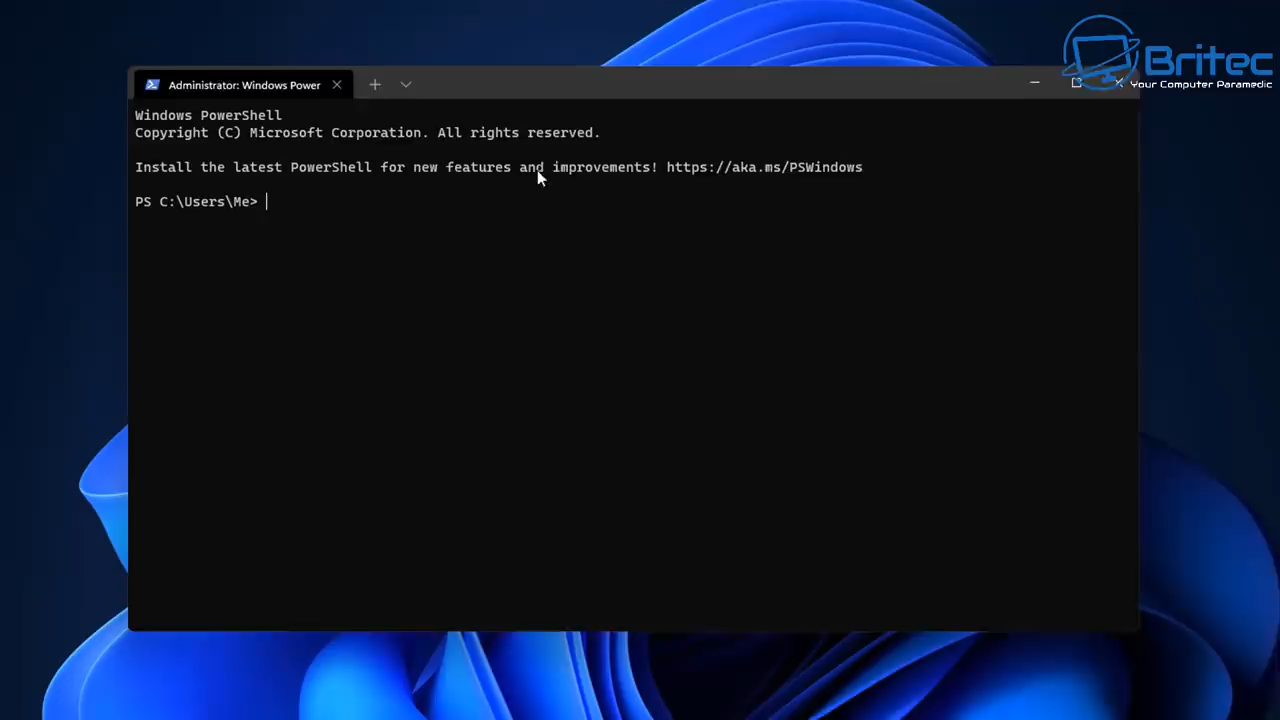 Britec
Your Computer Paramedic
Administrator: Windows Power
Windows PowerShell
Copyright (C) Microsoft Corporation. All rights reserved.
Install the latest PowerShell for new features and improvements! https://aka.ms/PSWindows
PS C:\Users\Me>